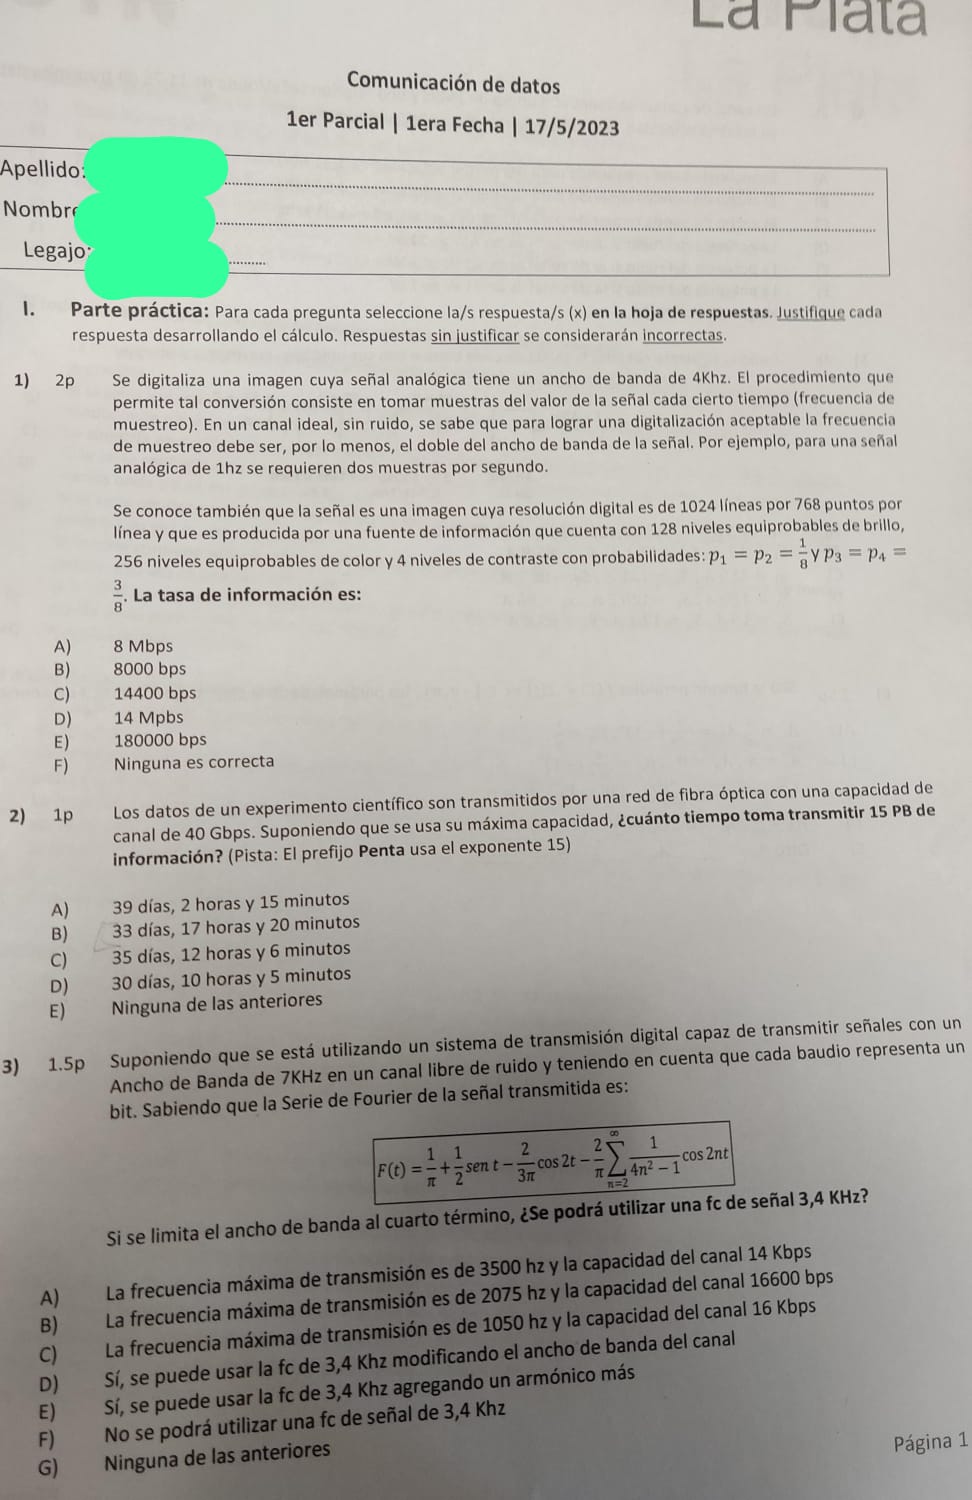 La Plata
Comunicación de datos
1er Parcial | 1era Fecha | 17/5/2023
Apellido:
Nombre
Legajo:
I. Parte práctica: Para cada pregunta seleccione la/s respuesta/s (x) en la hoja de respuestas. Justifique cada
respuesta desarrollando el cálculo. Respuestas sin justificar se considerarán incorrectas.
1) 2p Se digitaliza una imagen cuya señal analógica tiene un ancho de banda de 4Khz. El procedimiento que
permite tal conversión consiste en tomar muestras del valor de la señal cada cierto tiempo (frecuencia de
muestreo). En un canal ideal, sin ruido, se sabe que para lograr una digitalización aceptable la frecuencia
de muestreo debe ser, por lo menos, el doble del ancho de banda de la señal. Por ejemplo, para una señal
analógica de 1hz se requieren dos muestras por segundo.
Se conoce también que la señal es una imagen cuya resolución digital es de 1024 líneas por 768 puntos por
línea y que es producida por una fuente de información que cuenta con 128 niveles equiprobables de brillo,
256 niveles equiprobables de color y 4 niveles de contraste con probabilidades: p₁ = p₂ = 1/8 y p₃ = p₄ =
3/8. La tasa de información es:
A) 8 Mbps
B) 8000 bps
C) 14400 bps
D) 14 Mpbs
E) 180000 bps
F) Ninguna es correcta
2) 1p Los datos de un experimento científico son transmitidos por una red de fibra óptica con una capacidad de
canal de 40 Gbps. Suponiendo que se usa su máxima capacidad, ¿cuánto tiempo toma transmitir 15 PB de
información? (Pista: El prefijo Penta usa el exponente 15)
A) 39 días, 2 horas y 15 minutos
B) 33 días, 17 horas y 20 minutos
C) 35 días, 12 horas y 6 minutos
D) 30 días, 10 horas y 5 minutos
E) Ninguna de las anteriores
3) 1.5p Suponiendo que se está utilizando un sistema de transmisión digital capaz de transmitir señales con un
Ancho de Banda de 7KHz en un canal libre de ruido y teniendo en cuenta que cada baudio representa un
bit. Sabiendo que la Serie de Fourier de la señal transmitida es:
F(t) = 1/π + 1/2 sen t − 2/3π cos 2t − 2/π ∑ n=2 ∞ 1/(4n² − 1) cos 2nt
Si se limita el ancho de banda al cuarto término, ¿Se podrá utilizar una fc de señal 3,4 KHz?
A) La frecuencia máxima de transmisión es de 3500 hz y la capacidad del canal 14 Kbps
B) La frecuencia máxima de transmisión es de 2075 hz y la capacidad del canal 16600 bps
C) La frecuencia máxima de transmisión es de 1050 hz y la capacidad del canal 16 Kbps
D) Sí, se puede usar la fc de 3,4 Khz modificando el ancho de banda del canal
E) Sí, se puede usar la fc de 3,4 Khz agregando un armónico más
F) No se podrá utilizar una fc de señal de 3,4 Khz
G) Ninguna de las anteriores
Página 1